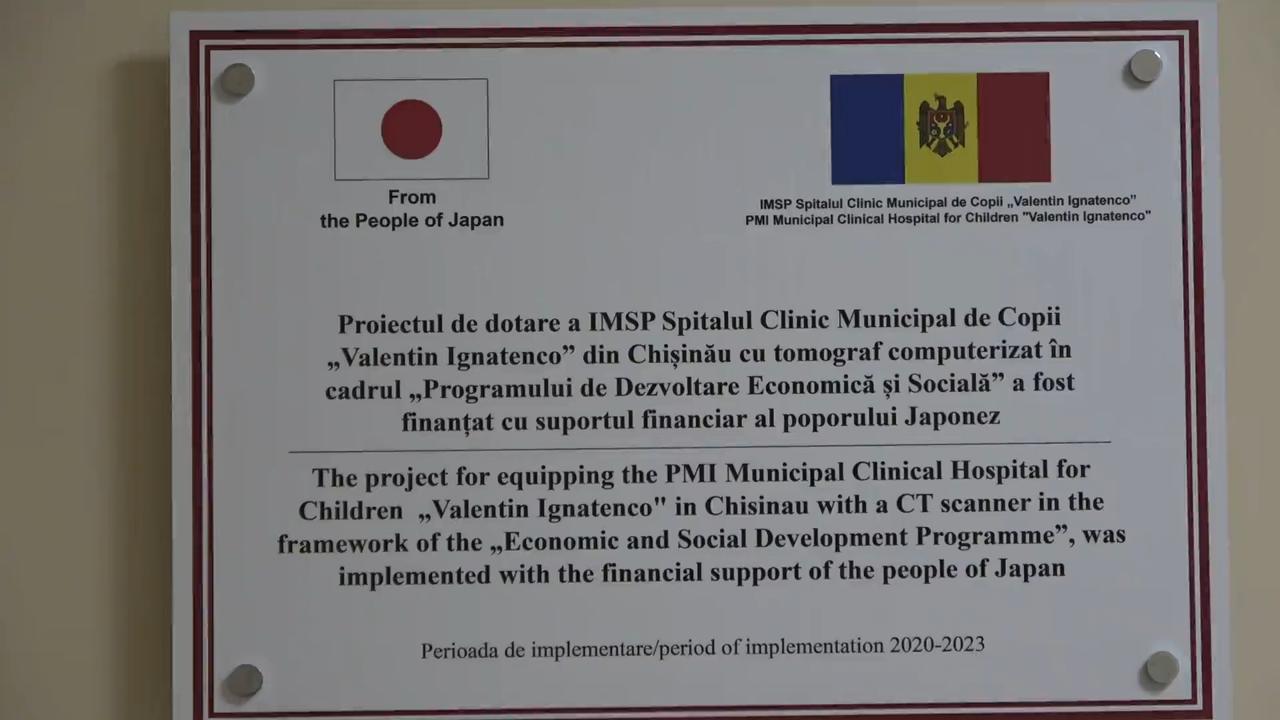 From
the People of Japan
IMSP Spitalul Clinic Municipal de Copii „Valentin Ignatenco”
PMI Municipal Clinical Hospital for Children "Valentin Ignatenco"
Proiectul de dotare a IMSP Spitalul Clinic Municipal de Copii
„Valentin Ignatenco” din Chișinău cu tomograf computerizat în
cadrul „Programului de Dezvoltare Economică și Socială” a fost
finanțat cu suportul financiar al poporului Japonez
The project for equipping the PMI Municipal Clinical Hospital for
Children „Valentin Ignatenco" in Chisinau with a CT scanner in the
framework of the „Economic and Social Development Programme”, was
implemented with the financial support of the people of Japan
Perioada de implementare/period of implementation 2020-2023